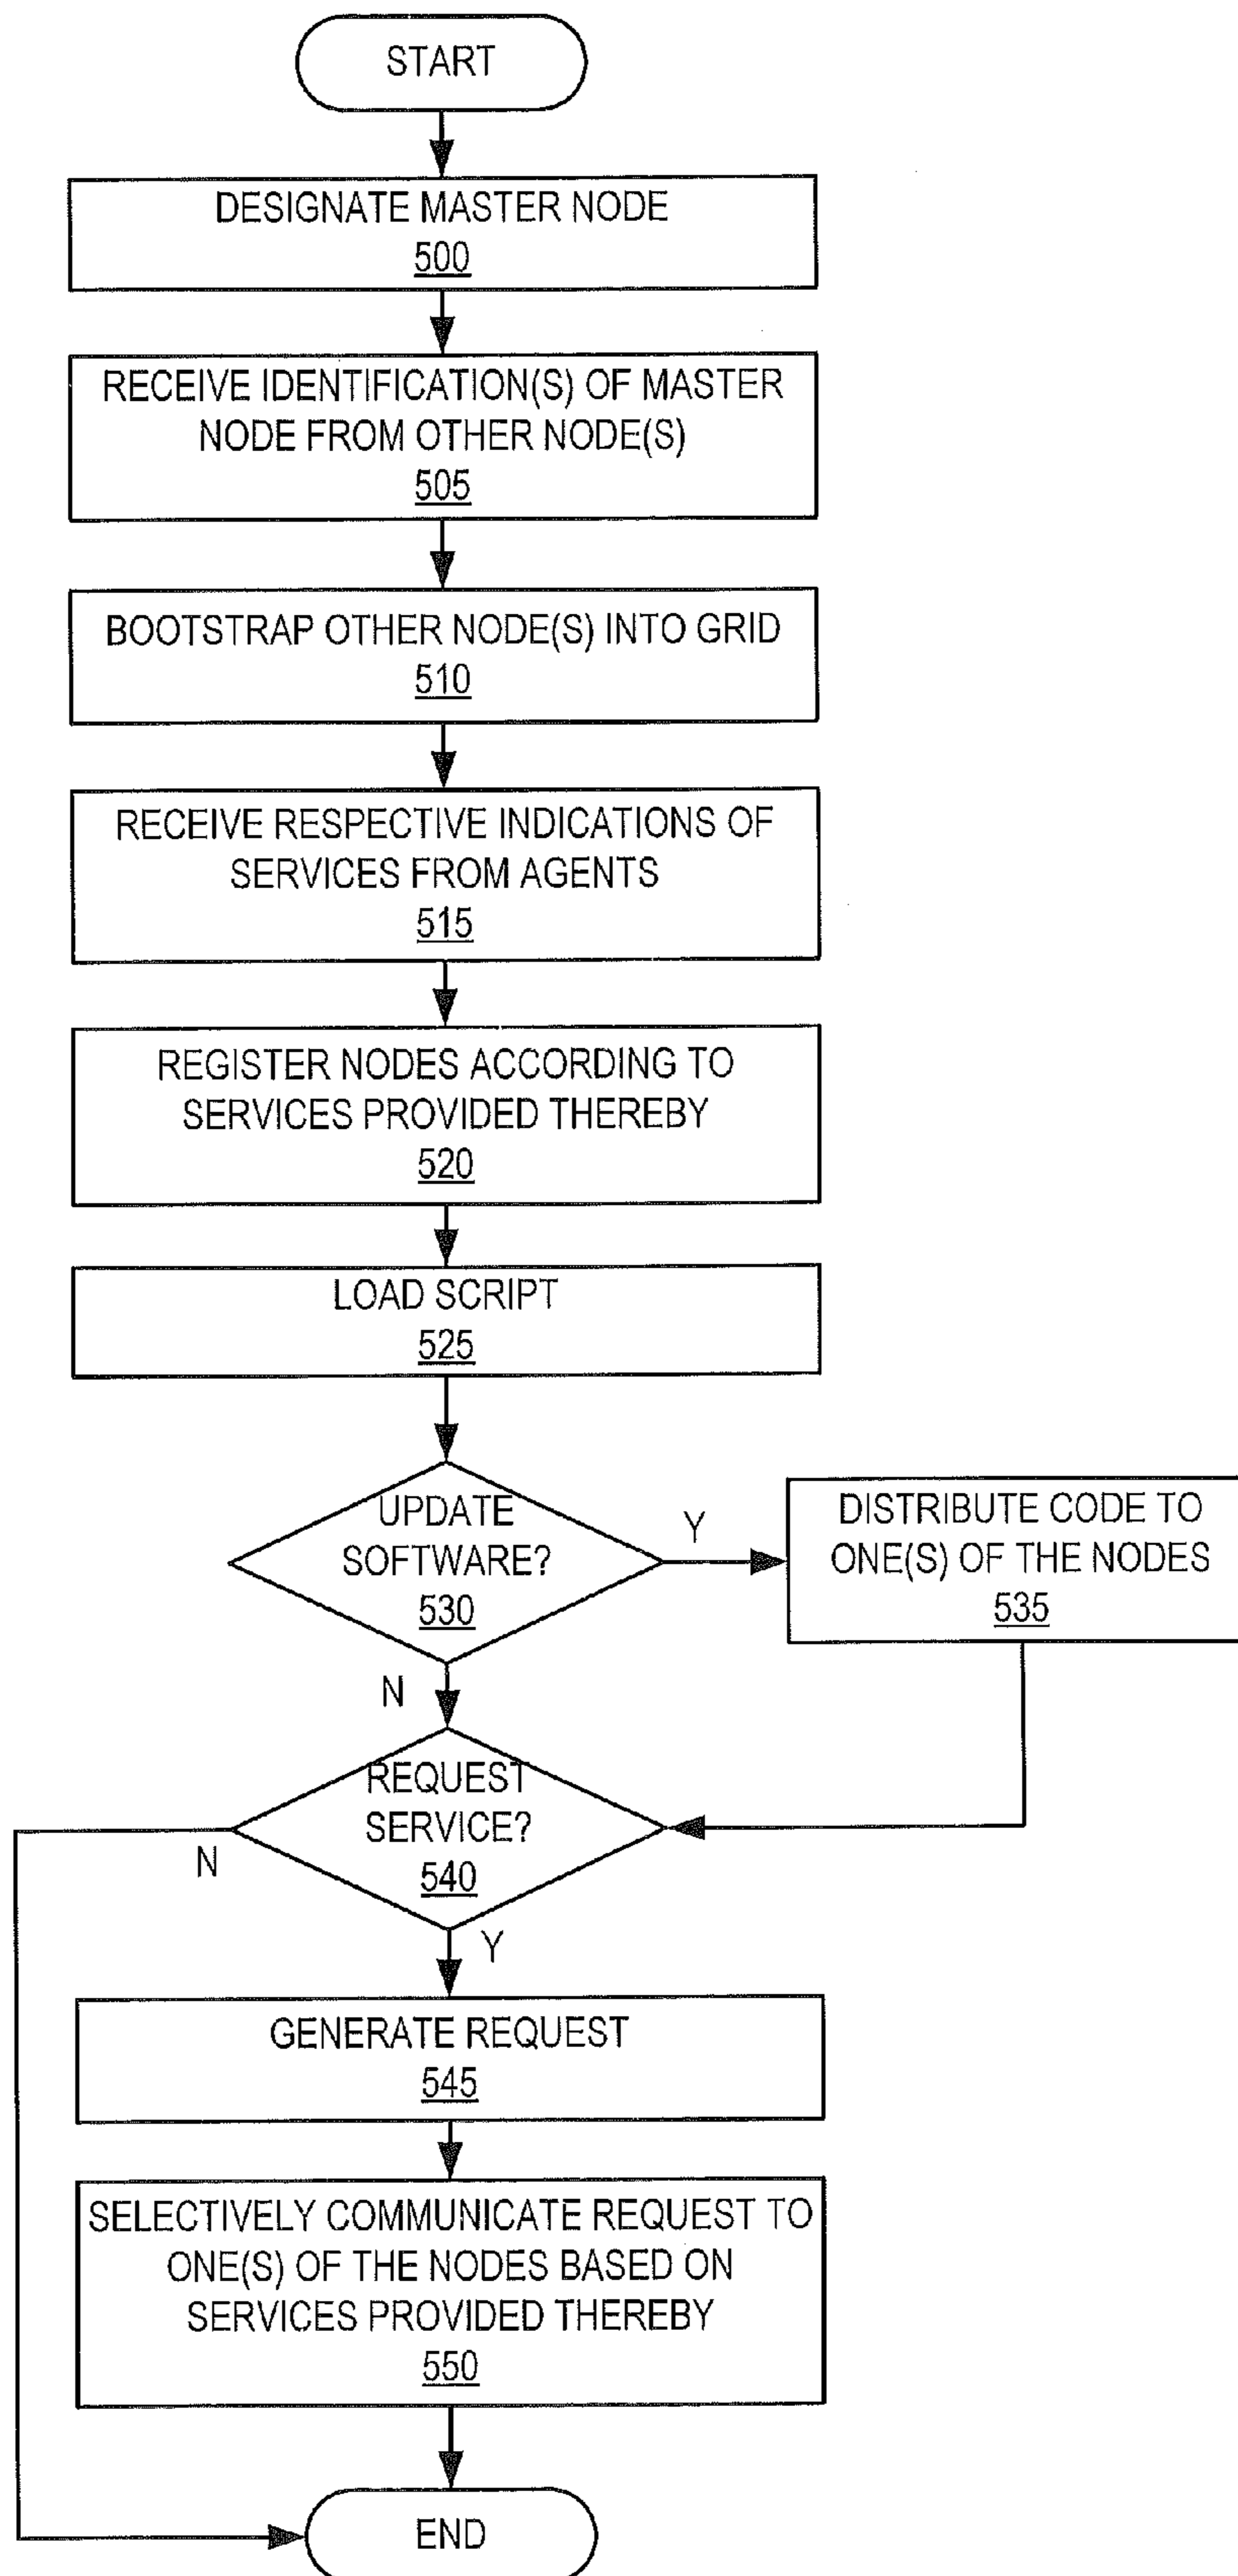 START
DESIGNATE MASTER NODE
500
RECEIVE IDENTIFICATION(S) OF MASTER
NODE FROM OTHER NODE(S)
505
BOOTSTRAP OTHER NODE(S) INTO GRID
510
RECEIVE RESPECTIVE INDICATIONS OF
SERVICES FROM AGENTS
515
REGISTER NODES ACCORDING TO
SERVICES PROVIDED THEREBY
520
LOAD SCRIPT
525
UPDATE
SOFTWARE?
530
Y
DISTRIBUTE CODE TO
ONE(S) OF THE NODES
535
N
REQUEST
SERVICE?
540
N
Y
GENERATE REQUEST
545
SELECTIVELY COMMUNICATE REQUEST TO
ONE(S) OF THE NODES BASED ON
SERVICES PROVIDED THEREBY
550
END